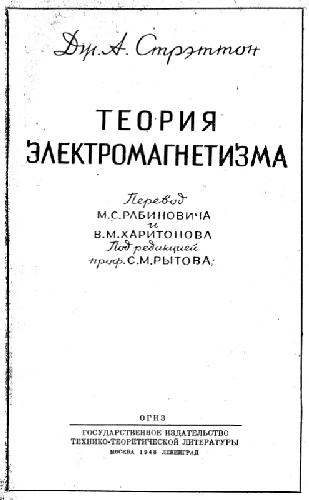 Дж. А. Стрэттон
ТЕОРИЯ
ЭЛЕКТРОМАГНЕТИЗМА
Перевод
М.С.РАБИНОВИЧА
и
В.М.ХАРИТОНОВА
Под редакцией
проф. С.М.РЫТОВА
ОГИЗ
ГОСУДАРСТВЕННОЕ ИЗДАТЕЛЬСТВО
ТЕХНИКО-ТЕОРЕТИЧЕСКОЙ ЛИТЕРАТУРЫ
МОСКВА 1948 ЛЕНИНГРАД